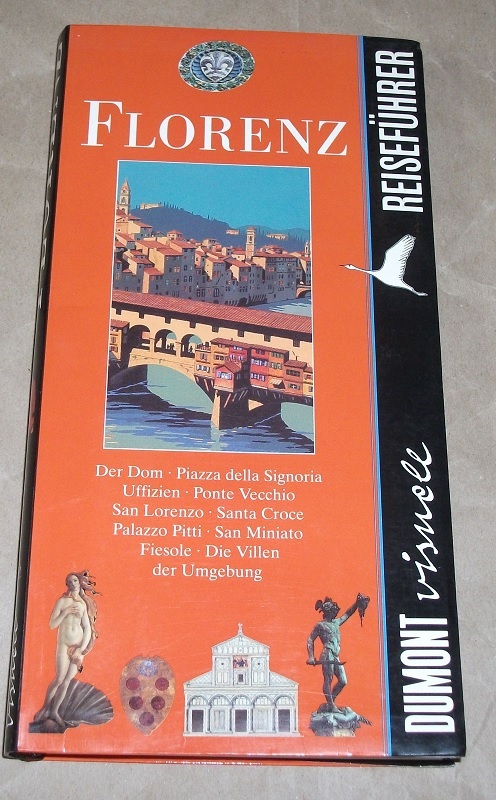 FLORENZ
Der Dom · Piazza della Signoria
Uffizien · Ponte Vecchio
San Lorenzo · Santa Croce
Palazzo Pitti · San Miniato
Fiesole · Die Villen
der Umgebung
DUMONT visuell REISEFÜHRER
visuell